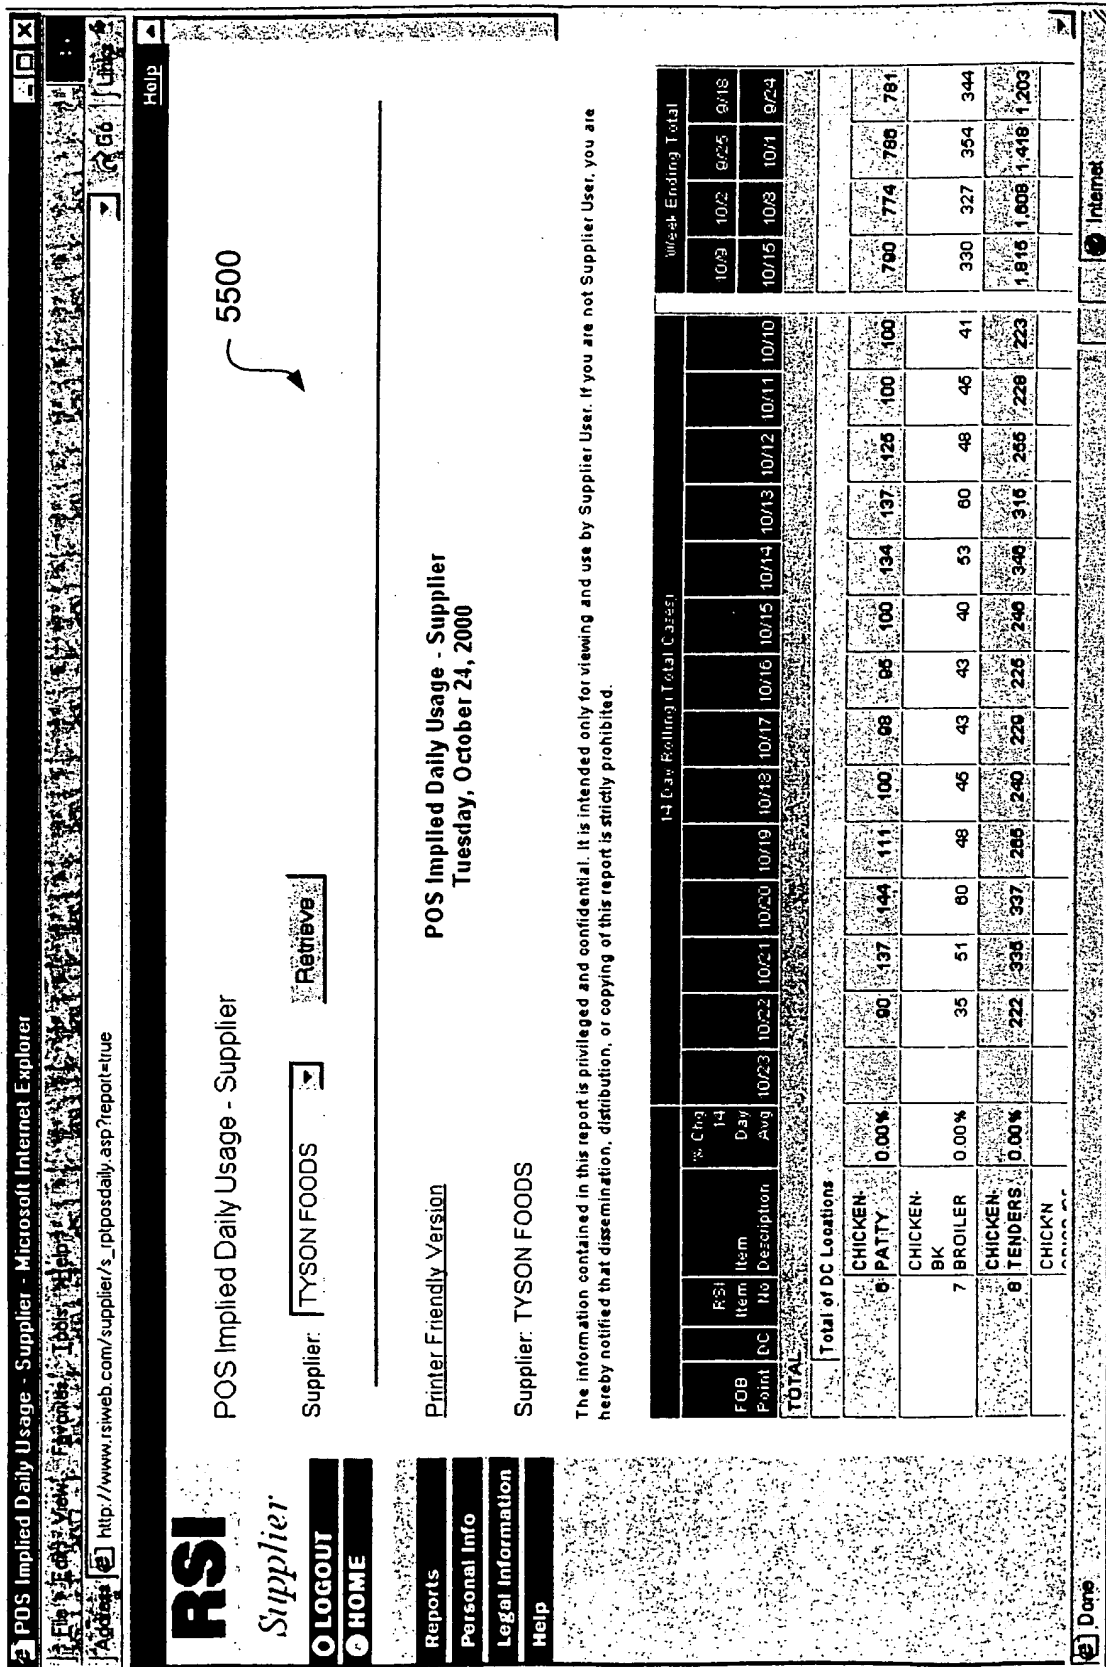 POS Implied Daily Usage - Supplier - Microsoft Internet Explorer
File Edit View Favorites Tools Help
Address http://www.rsiweb.com/supplier/s_rptposdaily.asp?report=true Go Links
Help
RSI
Supplier
LOGOUT
HOME
Reports
Personal Info
Legal Information
Help
POS Implied Daily Usage - Supplier
5500
Supplier: TYSON FOODS Retrieve
Printer Friendly Version
POS Implied Daily Usage - Supplier
Tuesday, October 24, 2000
Supplier: TYSON FOODS
The information contained in this report is privileged and confidential. It is intended only for viewing and use by Supplier User. If you are not Supplier User, you are
hereby notified that dissemination, distribution, or copying of this report is strictly prohibited.
14 Day Rolling (Total Cases) Week Ending Total
FOB Point DC RSI Item No Item Description % Chg 14 Day Avg 10/23 10/22 10/21 10/20 10/19 10/18 10/17 10/16 10/15 10/14 10/13 10/12 10/11 10/10 10/9 10/15 10/2 10/8 9/25 10/1 9/18 9/24
TOTAL
Total of DC Locations
6 CHICKEN-PATTY 0.00% 90 137 144 111 100 98 95 100 134 137 125 100 100 790 774 786 781
7 CHICKEN-BK BROILER 0.00% 35 51 60 48 45 43 43 40 53 60 48 45 41 330 327 354 344
8 CHICKEN-TENDERS 0.00% 222 335 337 265 240 229 225 246 346 315 255 228 223 1,815 1,608 1,418 1,203
CHICK'N
Done Internet